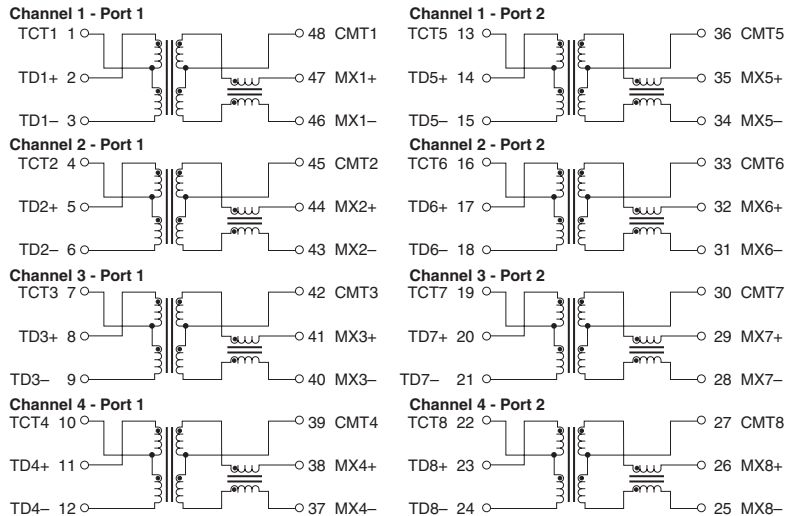 Channel 1 - Port 1
TCT1 1 48 CMT1
TD1+ 2 47 MX1+
TD1– 3 46 MX1–
Channel 2 - Port 1
TCT2 4 45 CMT2
TD2+ 5 44 MX2+
TD2– 6 43 MX2–
Channel 3 - Port 1
TCT3 7 42 CMT3
TD3+ 8 41 MX3+
TD3– 9 40 MX3–
Channel 4 - Port 1
TCT4 10 39 CMT4
TD4+ 11 38 MX4+
TD4– 12 37 MX4–
Channel 1 - Port 2
TCT5 13 36 CMT5
TD5+ 14 35 MX5+
TD5– 15 34 MX5–
Channel 2 - Port 2
TCT6 16 33 CMT6
TD6+ 17 32 MX6+
TD6– 18 31 MX6–
Channel 3 - Port 2
TCT7 19 30 CMT7
TD7+ 20 29 MX7+
TD7– 21 28 MX7–
Channel 4 - Port 2
TCT8 22 27 CMT8
TD8+ 23 26 MX8+
TD8– 24 25 MX8–